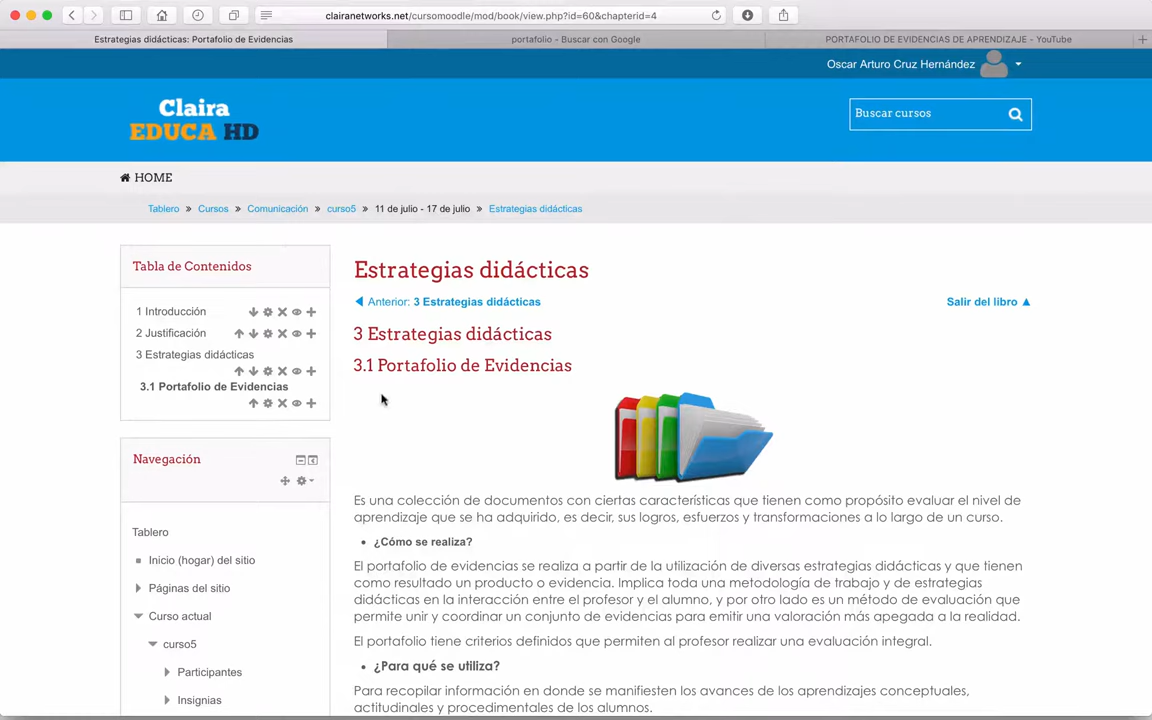 clairanetworks.net/cursomoodle/mod/book/view.php?id=60&chapterid=4
Estrategias didácticas: Portafolio de Evidencias
portafolio - Buscar con Google
PORTAFOLIO DE EVIDENCIAS DE APRENDIZAJE - YouTube
Oscar Arturo Cruz Hernández
Claira
EDUCA HD
Buscar cursos
HOME
Tablero » Cursos » Comunicación » curso5 » 11 de julio - 17 de julio » Estrategias didácticas
Tabla de Contenidos
1 Introducción
2 Justificación
3 Estrategias didácticas
3.1 Portafolio de Evidencias
Navegación
Tablero
Inicio (hogar) del sitio
Páginas del sitio
Curso actual
curso5
Participantes
Insignias
Estrategias didácticas
Anterior: 3 Estrategias didácticas
Salir del libro
3 Estrategias didácticas
3.1 Portafolio de Evidencias
Es una colección de documentos con ciertas características que tienen como propósito evaluar el nivel de
aprendizaje que se ha adquirido, es decir, sus logros, esfuerzos y transformaciones a lo largo de un curso.
• ¿Cómo se realiza?
El portafolio de evidencias se realiza a partir de la utilización de diversas estrategias didácticas y que tienen
como resultado un producto o evidencia. Implica toda una metodología de trabajo y de estrategias
didácticas en la interacción entre el profesor y el alumno, y por otro lado es un método de evaluación que
permite unir y coordinar un conjunto de evidencias para emitir una valoración más apegada a la realidad.
El portafolio tiene criterios definidos que permiten al profesor realizar una evaluación integral.
• ¿Para qué se utiliza?
Para recopilar información en donde se manifiesten los avances de los aprendizajes conceptuales,
actitudinales y procedimentales de los alumnos.